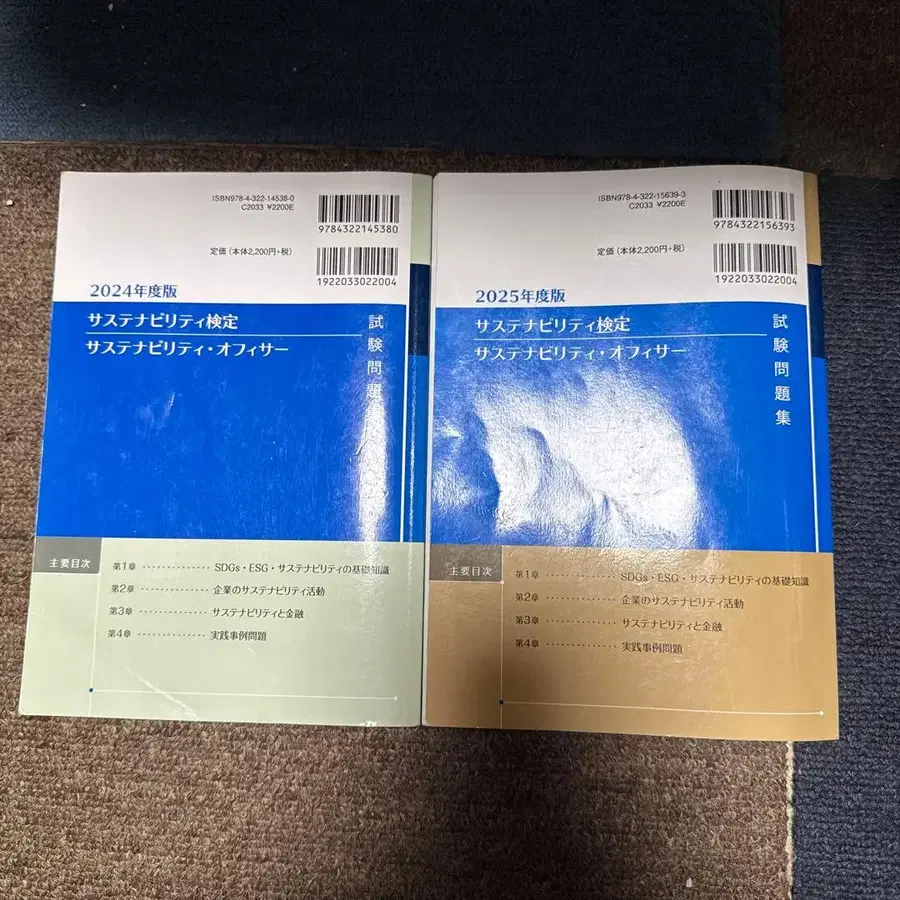 ISBN978-4-322-14538-0
C2033 ¥2200E
定価（本体2,200円+税）
9784322145380
1922033022004
2024年度版
サステナビリティ検定
サステナビリティ・オフィサー
試験問題
主要目次
第1章 ･･････････････ SDGs・ESG・サステナビリティの基礎知識
第2章 ･･････････････ 企業のサステナビリティ活動
第3章 ･･････････････ サステナビリティと金融
第4章 ･･････････････ 実践事例問題
ISBN978-4-322-15639-3
C2033 ¥2200E
定価（本体2,200円+税）
9784322156393
1922033022004
2025年度版
サステナビリティ検定
サステナビリティ・オフィサー
試験問題集
主要目次
第1章 ･･････････････ SDGs・ESG・サステナビリティの基礎知識
第2章 ･･････････････ 企業のサステナビリティ活動
第3章 ･･････････････ サステナビリティと金融
第4章 ･･････････････ 実践事例問題